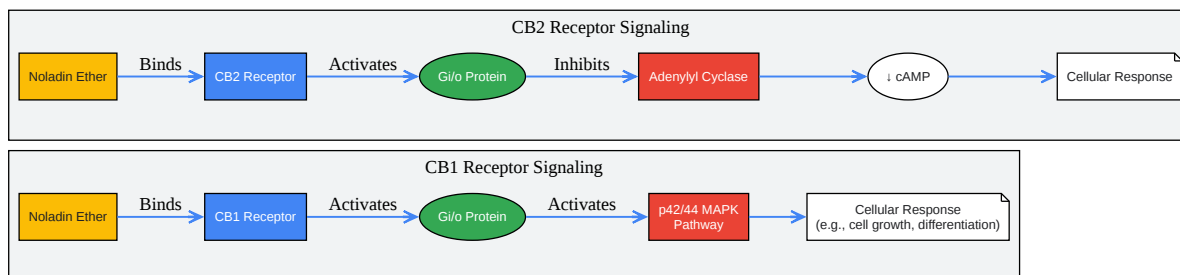 CB2 Receptor Signaling
Noladin Ether
Binds
CB2 Receptor
Activates
Gi/o Protein
Inhibits
Adenylyl Cyclase
↓ cAMP
Cellular Response
CB1 Receptor Signaling
Noladin Ether
Binds
CB1 Receptor
Activates
Gi/o Protein
Activates
p42/44 MAPK
Pathway
Cellular Response
(e.g., cell growth, differentiation)